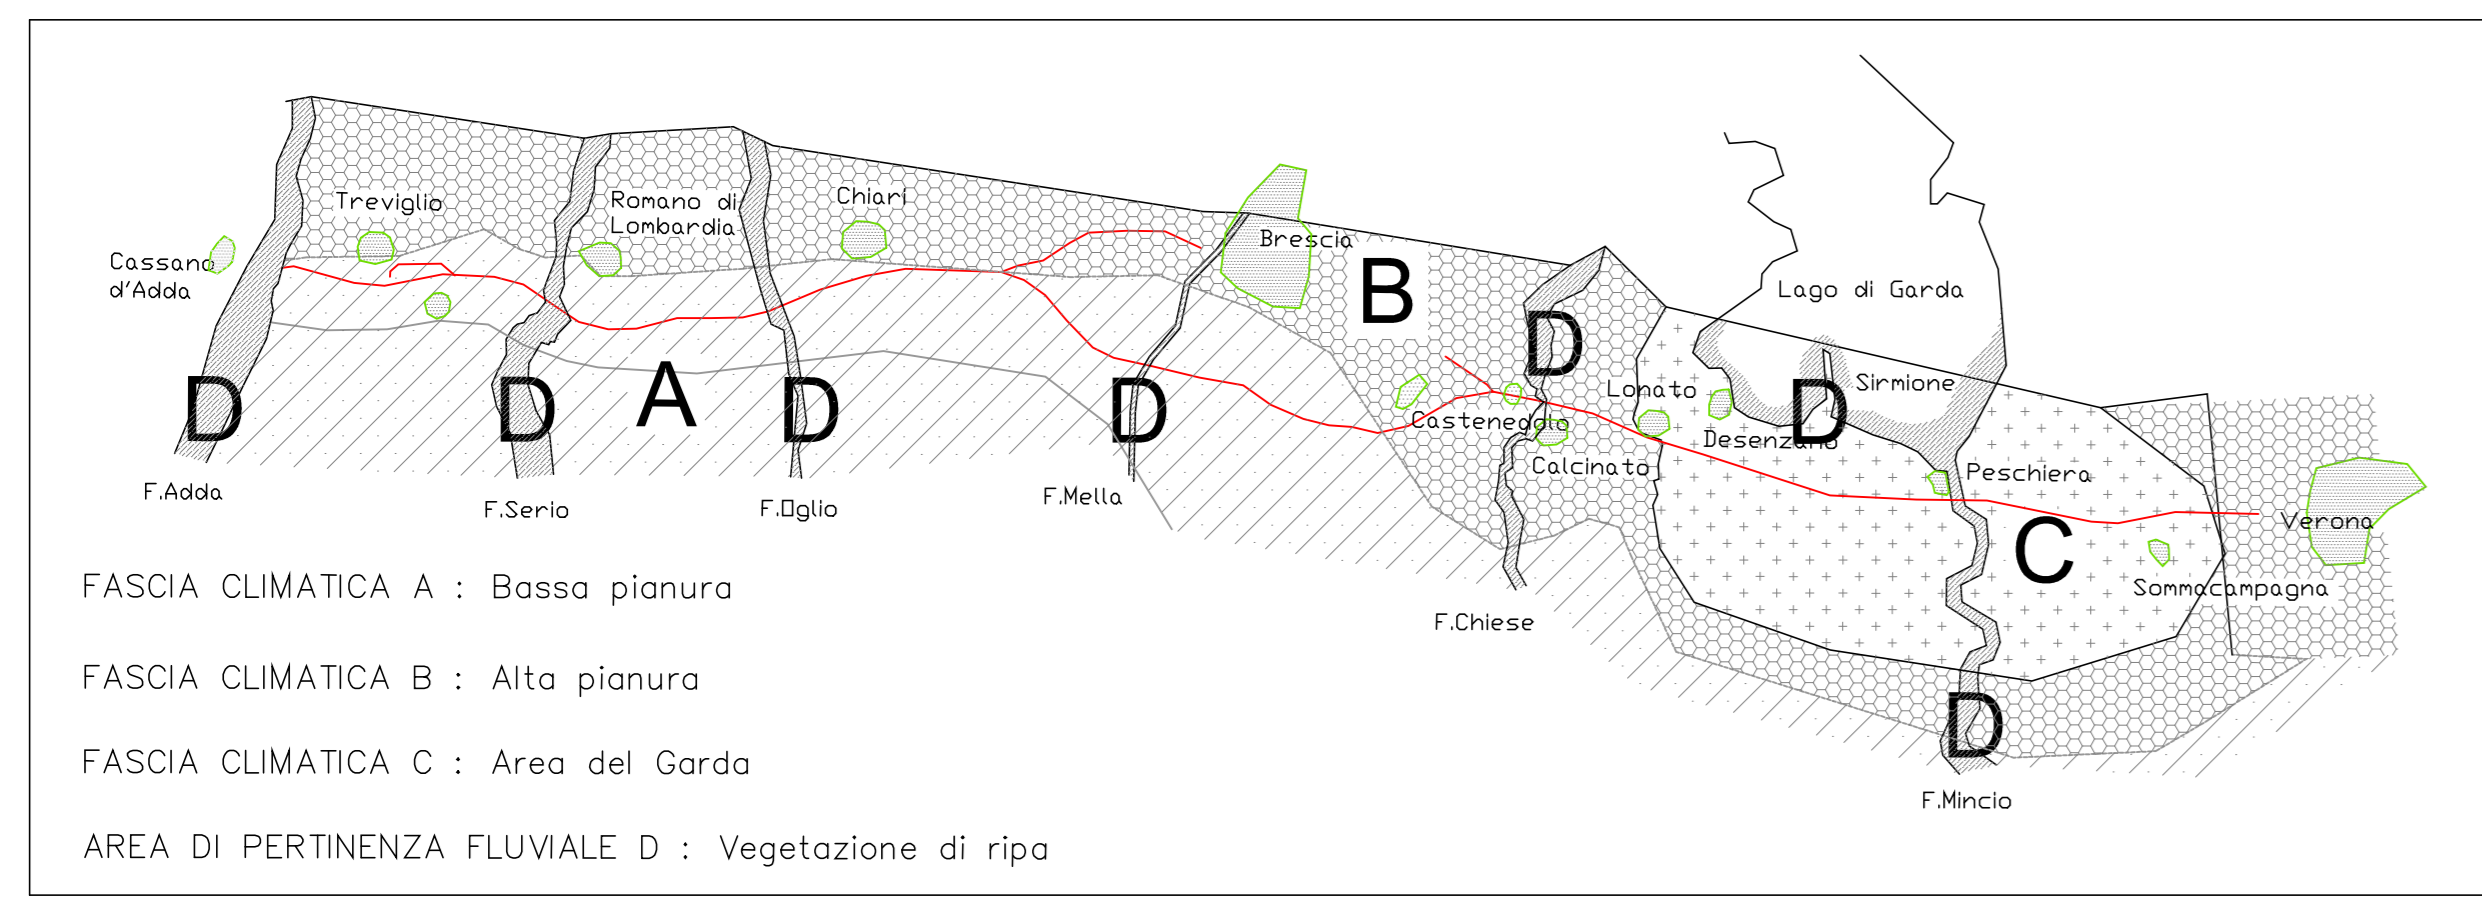 Treviglio
Romano di
Lombardia
Chiari
Brescia
Cassano
d'Adda
B
Lago di Garda
D
Lonato
Sirmione
D
D
A
D
D
D
Casteneddlo
Desenzano
Calcinato
Peschiera
F.Adda
F.Serio
F.Oglio
F.Mella
Verona
C
Sommacampagna
F.Chiese
D
F.Mincio
FASCIA CLIMATICA A : Bassa pianura
FASCIA CLIMATICA B : Alta pianura
FASCIA CLIMATICA C : Area del Garda
AREA DI PERTINENZA FLUVIALE D : Vegetazione di ripa